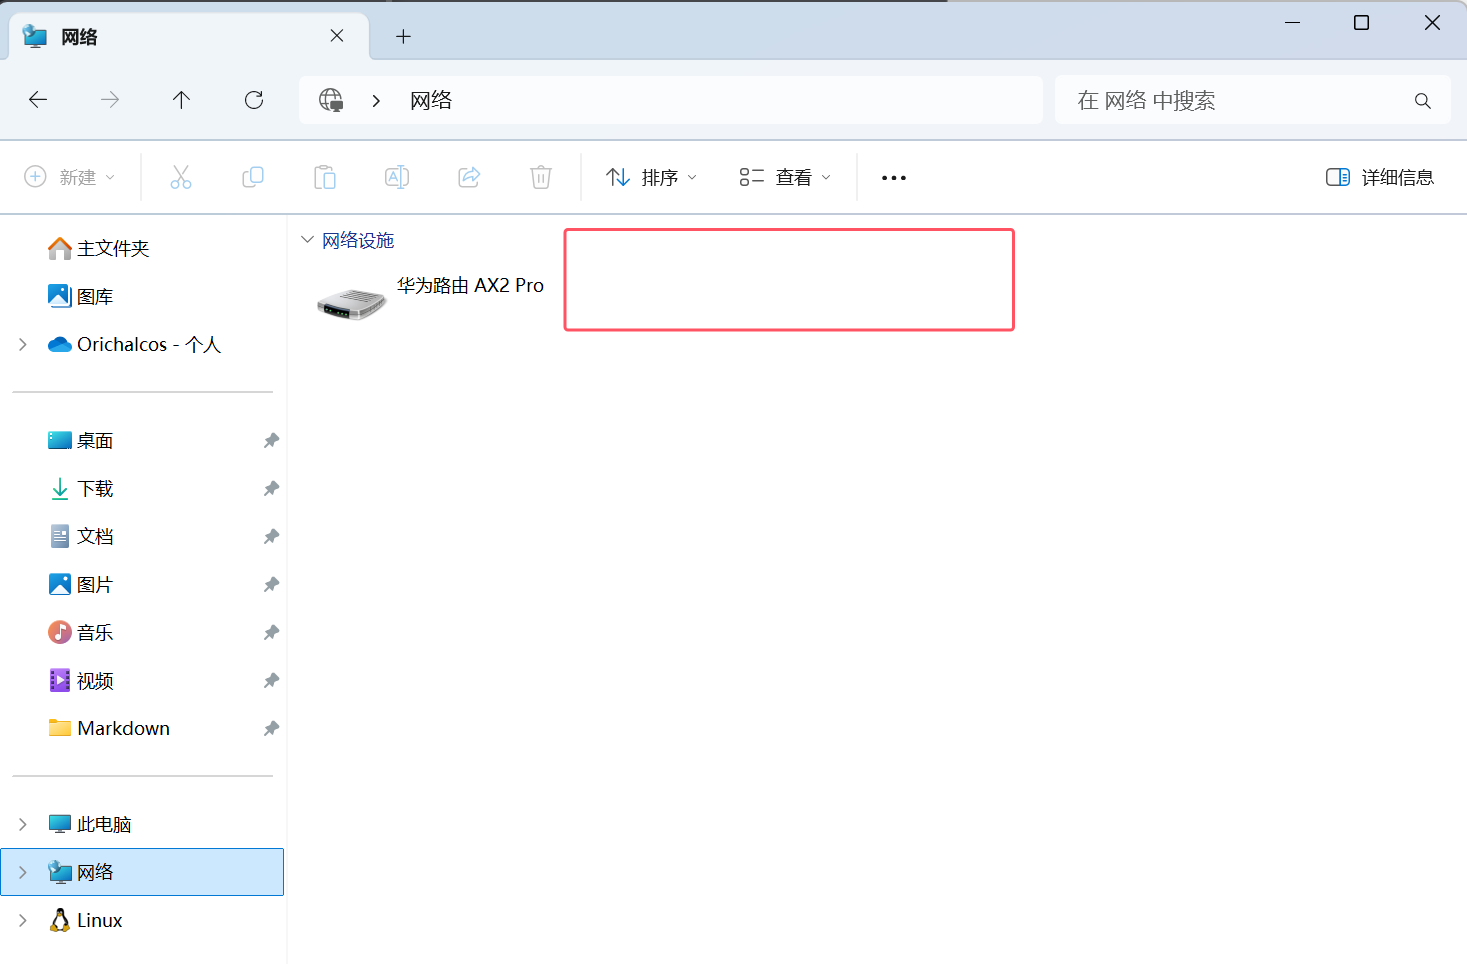 网络
网络
在 网络 中搜索
新建
排序
查看
详细信息
主文件夹
图库
Orichalcos - 个人
桌面
下载
文档
图片
音乐
视频
Markdown
此电脑
网络
Linux
网络设施
华为路由 AX2 Pro